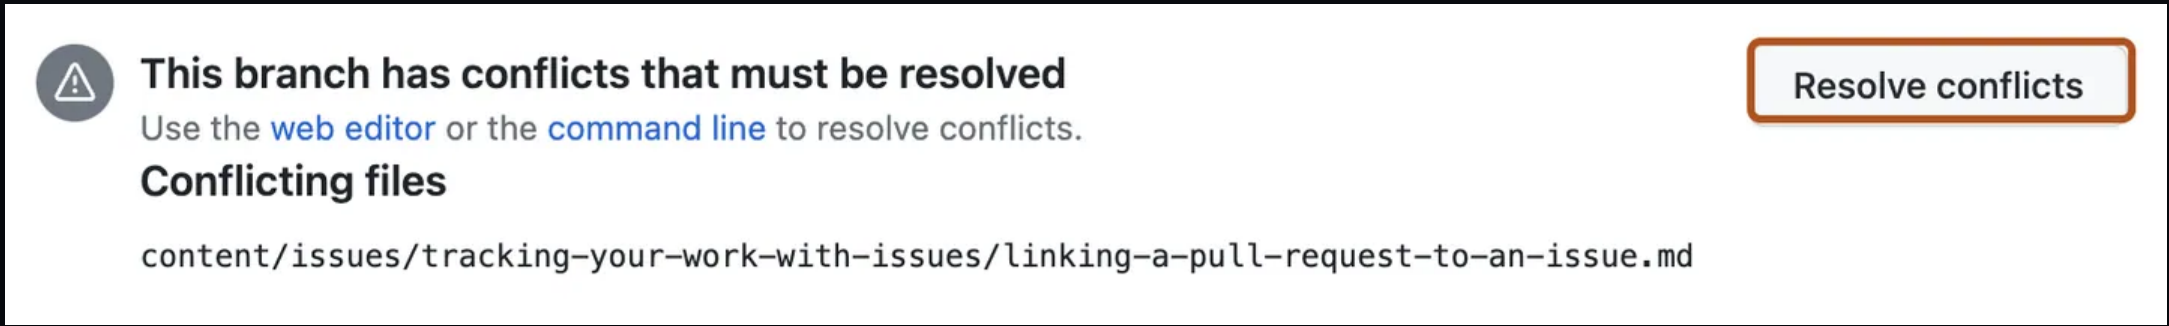 This branch has conflicts that must be resolved
Resolve conflicts
Use the web editor or the command line to resolve conflicts.
Conflicting files
content/issues/tracking-your-work-with-issues/linking-a-pull-request-to-an-issue.md